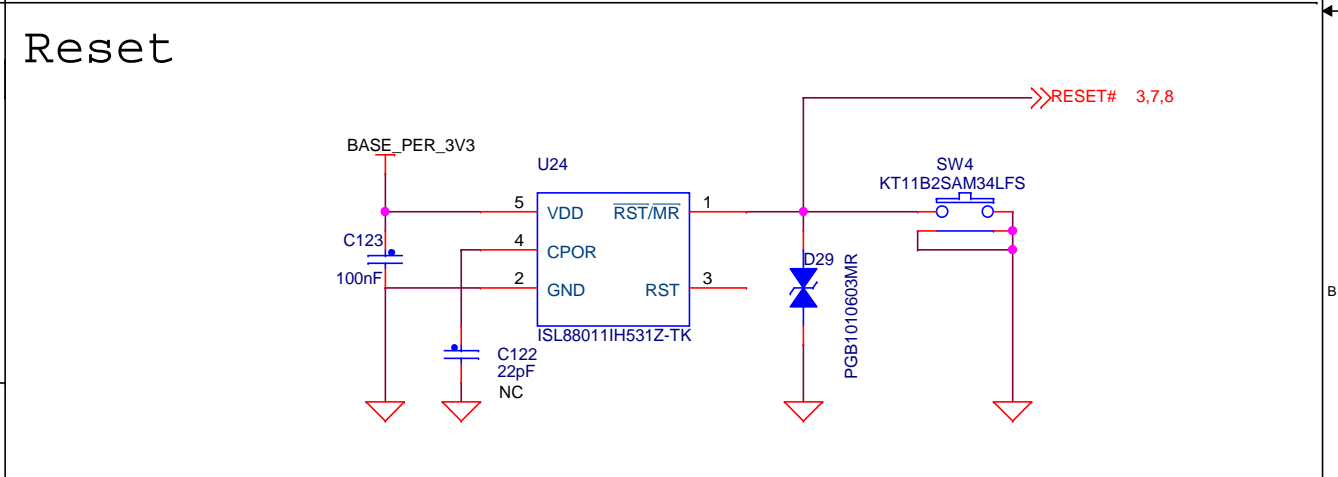 Reset
RESET# 3,7,8
BASE_PER_3V3
U24
SW4
KT11B2SAM34LFS
5 VDD RST/MR 1
C123
4 CPOR
D29
100nF
2 GND RST 3
PGB1010603MR
B
ISL88011IH531Z-TK
C122
22pF
NC